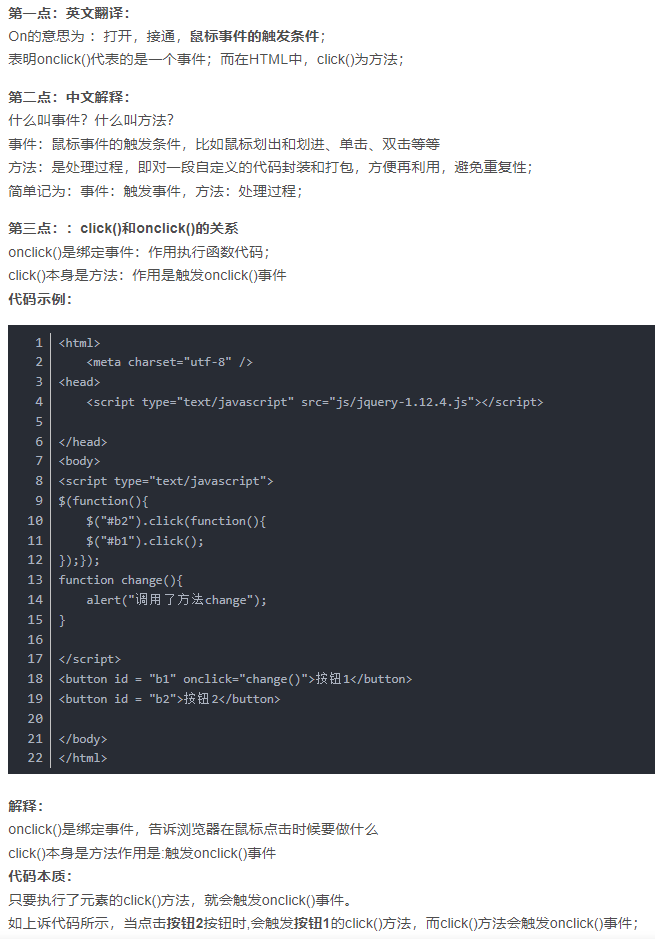 第一点：英文翻译：
On的意思为 ：打开，接通，鼠标事件的触发条件；
表明onclick()代表的是一个事件；而在HTML中，click()为方法；
第二点：中文解释：
什么叫事件？什么叫方法？
事件：鼠标事件的触发条件，比如鼠标划出和划进、单击、双击等等
方法：是处理过程，即对一段自定义的代码封装和打包，方便再利用，避免重复性；
简单记为：事件：触发事件，方法：处理过程；
第三点：：click()和onclick()的关系
onclick()是绑定事件：作用执行函数代码；
click()本身是方法：作用是触发onclick()事件
代码示例：
1 <html>
2     <meta charset="utf-8" />
3 <head>
4     <script type="text/javascript" src="js/jquery-1.12.4.js"></script>
5
6 </head>
7 <body>
8 <script type="text/javascript">
9 $(function(){
10     $("#b2").click(function(){
11     $("#b1").click();
12 });});
13 function change(){
14     alert("调用了方法change");
15 }
16
17 </script>
18 <button id = "b1" onclick="change()">按钮1</button>
19 <button id = "b2">按钮2</button>
20
21 </body>
22 </html>
解释：
onclick()是绑定事件，告诉浏览器在鼠标点击时候要做什么
click()本身是方法作用是:触发onclick()事件
代码本质：
只要执行了元素的click()方法，就会触发onclick()事件。
如上诉代码所示，当点击按钮2按钮时,会触发按钮1的click()方法，而click()方法会触发onclick()事件；